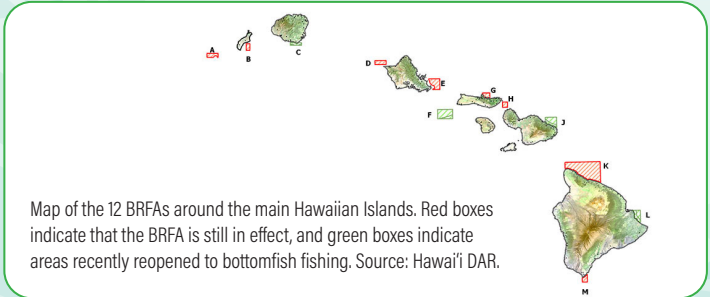 A
B
C
D
E
F
G
H
J
K
L
M
Map of the 12 BRFAs around the main Hawaiian Islands. Red boxes
indicate that the BRFA is still in effect, and green boxes indicate
areas recently reopened to bottomfish fishing. Source: Hawai‘i DAR.